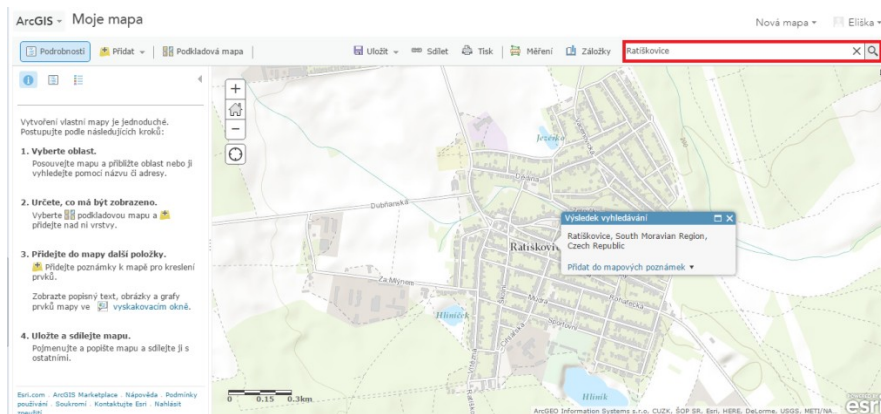 ArcGIS Moje mapa
Nová mapa Eliška
Podrobnosti Přidat Podkladová mapa Uložit Sdílet Tisk Měření Záložky Ratiškovice
Vytvoření vlastní mapy je jednoduché.
Postupujte podle následujících kroků:
1. Vyberte oblast.
Posouvejte mapu a přibližte oblast nebo ji
vyhledejte pomocí názvu či adresy.
2. Určete, co má být zobrazeno.
Vyberte podkladovou mapu a
přidejte nad ni vrstvy.
3. Přidejte do mapy další položky.
Přidejte poznámky k mapě pro kreslení
prvků.
Zobrazte popisný text, obrázky a grafy
prvků mapy ve vyskakovacím okně.
4. Uložte a sdílejte mapu.
Pojmenujte a popište mapu a sdílejte ji s
ostatními.
Esri.com . ArcGIS Marketplace . Nápověda . Podmínky
používání . Soukromí . Kontaktujte Esri . Nahlásit
zneužití
Jezérko
Dědina
Dubňanská
Výsledek vyhledávání
Ratíškovice, South Moravian Region,
Czech Republic
Přidat do mapových poznámek
Za Mlýnem
Hliníček
Mudrá
Sportovní
Hliník
0 0.15 0.3km
ArcGEO Information Systems s.r.o, CUZK, ŠOP SR, Esri, HERE, DeLorme, USGS, METI/NA...
esri